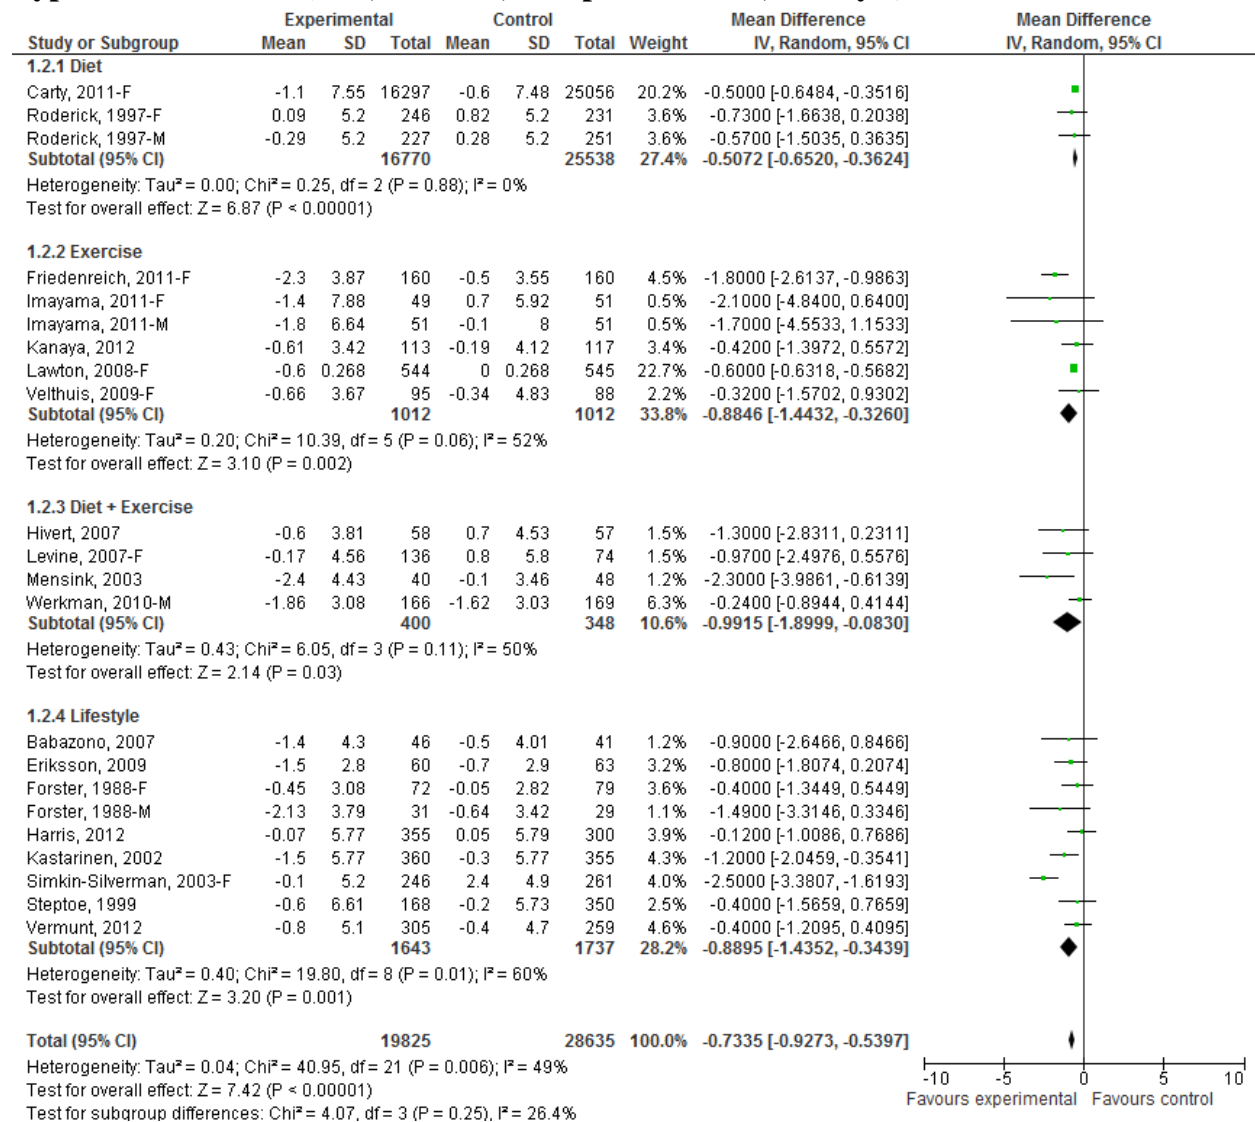 Experimental Control Mean Difference Mean Difference
Study or Subgroup Mean SD Total Mean SD Total Weight IV, Random, 95% CI IV, Random, 95% CI
1.2.1 Diet
Carty, 2011-F -1.1 7.55 16297 -0.6 7.48 25056 20.2% -0.5000 [-0.6484, -0.3516]
Roderick, 1997-F 0.09 5.2 246 0.82 5.2 231 3.6% -0.7300 [-1.6638, 0.2038]
Roderick, 1997-M -0.29 5.2 227 0.28 5.2 251 3.6% -0.5700 [-1.5035, 0.3635]
Subtotal (95% CI) 16770 25538 27.4% -0.5072 [-0.6520, -0.3624]
Heterogeneity: Tau² = 0.00; Chi² = 0.25, df = 2 (P = 0.88); I² = 0%
Test for overall effect: Z = 6.87 (P < 0.00001)
1.2.2 Exercise
Friedenreich, 2011-F -2.3 3.87 160 -0.5 3.55 160 4.5% -1.8000 [-2.6137, -0.9863]
Imayama, 2011-F -1.4 7.88 49 0.7 5.92 51 0.5% -2.1000 [-4.8400, 0.6400]
Imayama, 2011-M -1.8 6.64 51 -0.1 8 51 0.5% -1.7000 [-4.5533, 1.1533]
Kanaya, 2012 -0.61 3.42 113 -0.19 4.12 117 3.4% -0.4200 [-1.3972, 0.5572]
Lawton, 2008-F -0.6 0.268 544 0 0.268 545 22.7% -0.6000 [-0.6318, -0.5682]
Velthuis, 2009-F -0.66 3.67 95 -0.34 4.83 88 2.2% -0.3200 [-1.5702, 0.9302]
Subtotal (95% CI) 1012 1012 33.8% -0.8846 [-1.4432, -0.3260]
Heterogeneity: Tau² = 0.20; Chi² = 10.39, df = 5 (P = 0.06); I² = 52%
Test for overall effect: Z = 3.10 (P = 0.002)
1.2.3 Diet + Exercise
Hivert, 2007 -0.6 3.81 58 0.7 4.53 57 1.5% -1.3000 [-2.8311, 0.2311]
Levine, 2007-F -0.17 4.56 136 0.8 5.8 74 1.5% -0.9700 [-2.4976, 0.5576]
Mensink, 2003 -2.4 4.43 40 -0.1 3.46 48 1.2% -2.3000 [-3.9861, -0.6139]
Werkman, 2010-M -1.86 3.08 166 -1.62 3.03 169 6.3% -0.2400 [-0.8944, 0.4144]
Subtotal (95% CI) 400 348 10.6% -0.9915 [-1.8999, -0.0830]
Heterogeneity: Tau² = 0.43; Chi² = 6.05, df = 3 (P = 0.11); I² = 50%
Test for overall effect: Z = 2.14 (P = 0.03)
1.2.4 Lifestyle
Babazono, 2007 -1.4 4.3 46 -0.5 4.01 41 1.2% -0.9000 [-2.6466, 0.8466]
Eriksson, 2009 -1.5 2.8 60 -0.7 2.9 63 3.2% -0.8000 [-1.8074, 0.2074]
Forster, 1988-F -0.45 3.08 72 -0.05 2.82 79 3.6% -0.4000 [-1.3449, 0.5449]
Forster, 1988-M -2.13 3.79 31 -0.64 3.42 29 1.1% -1.4900 [-3.3146, 0.3346]
Harris, 2012 -0.07 5.77 355 0.05 5.79 300 3.9% -0.1200 [-1.0086, 0.7686]
Kastarinen, 2002 -1.5 5.77 360 -0.3 5.77 355 4.3% -1.2000 [-2.0459, -0.3541]
Simkin-Silverman, 2003-F -0.1 5.2 246 2.4 4.9 261 4.0% -2.5000 [-3.3807, -1.6193]
Steptoe, 1999 -0.6 6.61 168 -0.2 5.73 350 2.5% -0.4000 [-1.5659, 0.7659]
Vermunt, 2012 -0.8 5.1 305 -0.4 4.7 259 4.6% -0.4000 [-1.2095, 0.4095]
Subtotal (95% CI) 1643 1737 28.2% -0.8895 [-1.4352, -0.3439]
Heterogeneity: Tau² = 0.40; Chi² = 19.80, df = 8 (P = 0.01); I² = 60%
Test for overall effect: Z = 3.20 (P = 0.001)
Total (95% CI) 19825 28635 100.0% -0.7335 [-0.9273, -0.5397]
Heterogeneity: Tau² = 0.04; Chi² = 40.95, df = 21 (P = 0.006); I² = 49%
Test for overall effect: Z = 7.42 (P < 0.00001)
Test for subgroup differences: Chi² = 4.07, df = 3 (P = 0.25), I² = 26.4%
-10 -5 0 5 10
Favours experimental Favours control